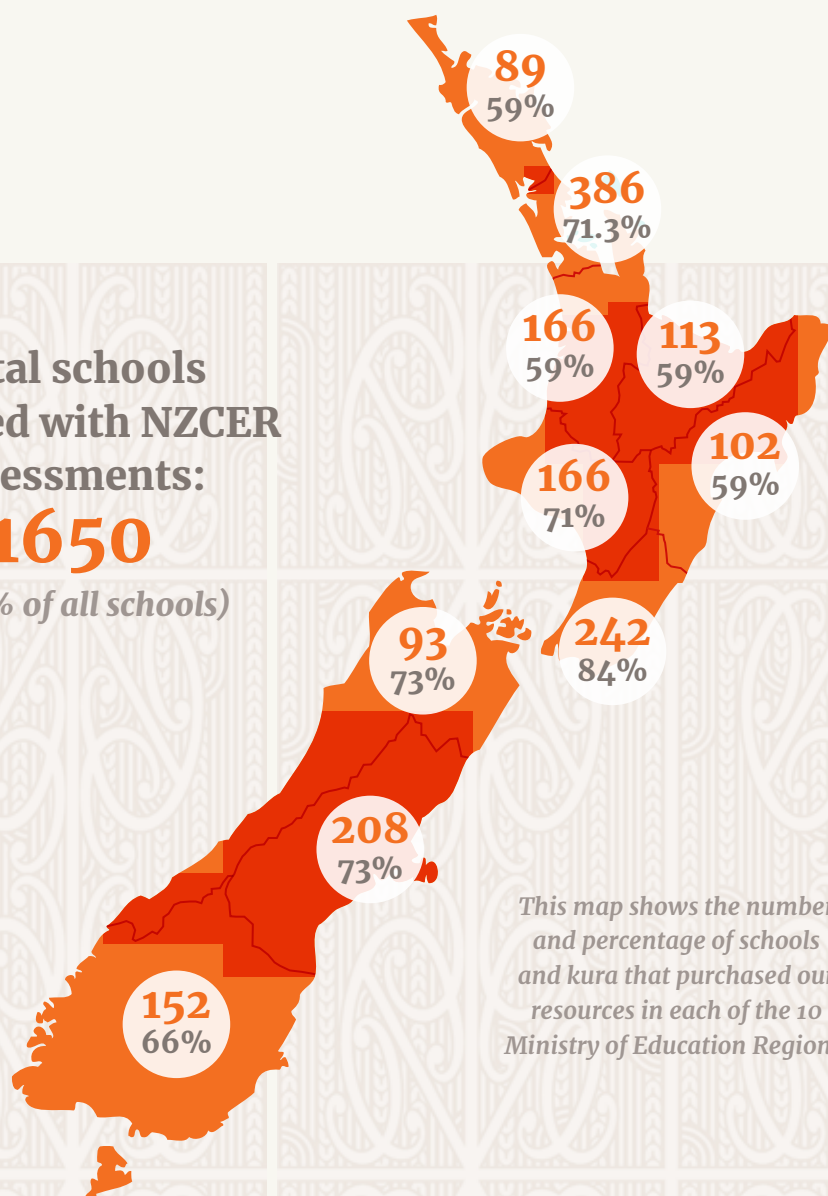 89
59%
386
71.3%
166
59%
113
59%
tal schools
ed with NZCER
essments:
1650
% of all schools)
102
59%
166
71%
242
84%
93
73%
208
73%
This map shows the number
and percentage of schools
and kura that purchased our
resources in each of the 10
Ministry of Education Region
152
66%